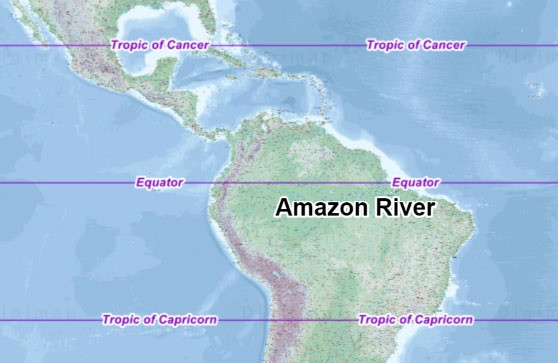 Tropic of Cancer
Tropic of Cancer
Equator
Equator
Amazon River
Tropic of Capricorn
Tropic of Capricorn